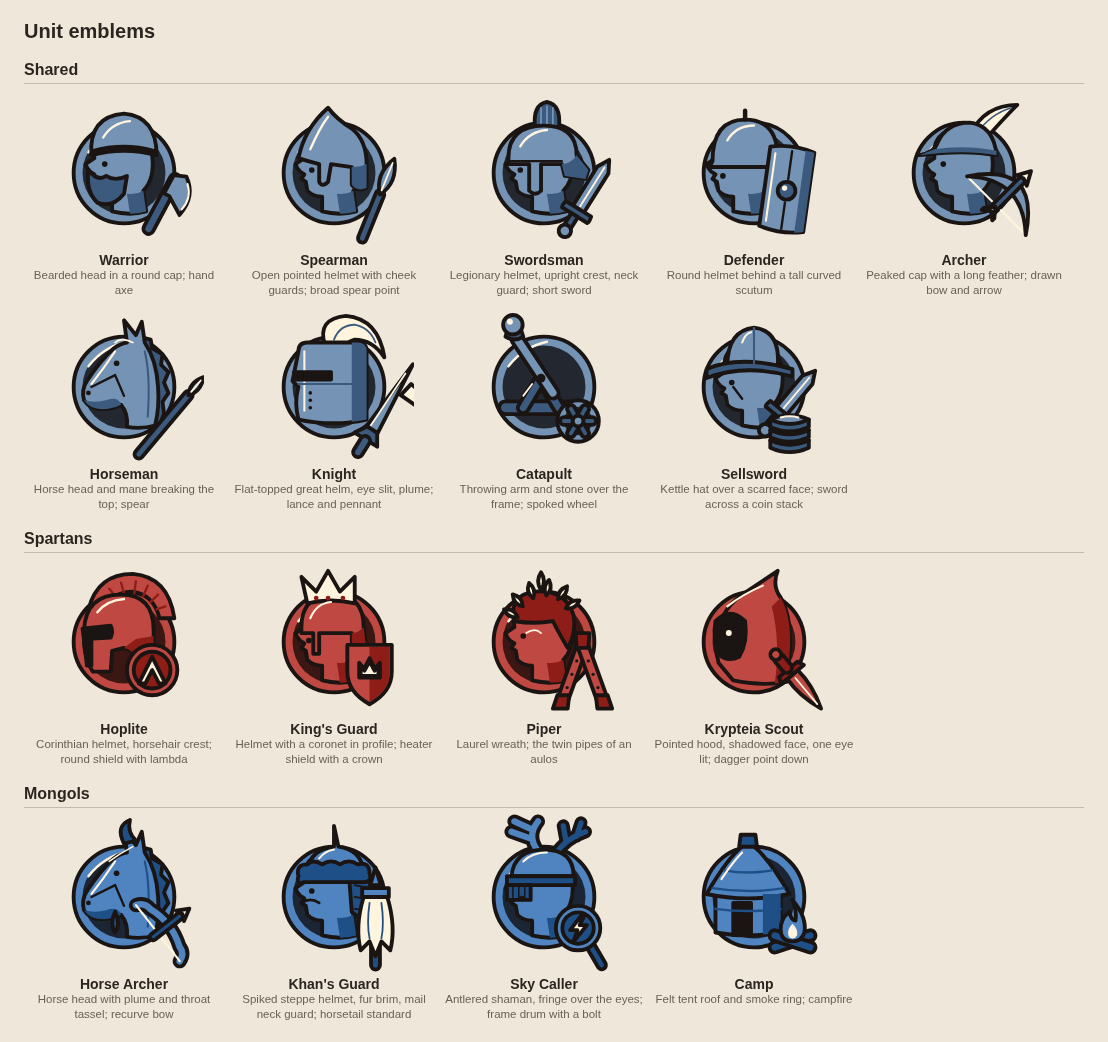 Unit emblems
Shared
Warrior
Bearded head in a round cap; hand
axe
Spearman
Open pointed helmet with cheek
guards; broad spear point
Swordsman
Legionary helmet, upright crest, neck
guard; short sword
Defender
Round helmet behind a tall curved
scutum
Archer
Peaked cap with a long feather; drawn
bow and arrow
Horseman
Horse head and mane breaking the
top; spear
Knight
Flat-topped great helm, eye slit, plume;
lance and pennant
Catapult
Throwing arm and stone over the
frame; spoked wheel
Sellsword
Kettle hat over a scarred face; sword
across a coin stack
Spartans
Hoplite
Corinthian helmet, horsehair crest;
round shield with lambda
King's Guard
Helmet with a coronet in profile; heater
shield with a crown
Piper
Laurel wreath; the twin pipes of an
aulos
Krypteia Scout
Pointed hood, shadowed face, one eye
lit; dagger point down
Mongols
Horse Archer
Horse head with plume and throat
tassel; recurve bow
Khan's Guard
Spiked steppe helmet, fur brim, mail
neck guard; horsetail standard
Sky Caller
Antlered shaman, fringe over the eyes;
frame drum with a bolt
Camp
Felt tent roof and smoke ring; campfire